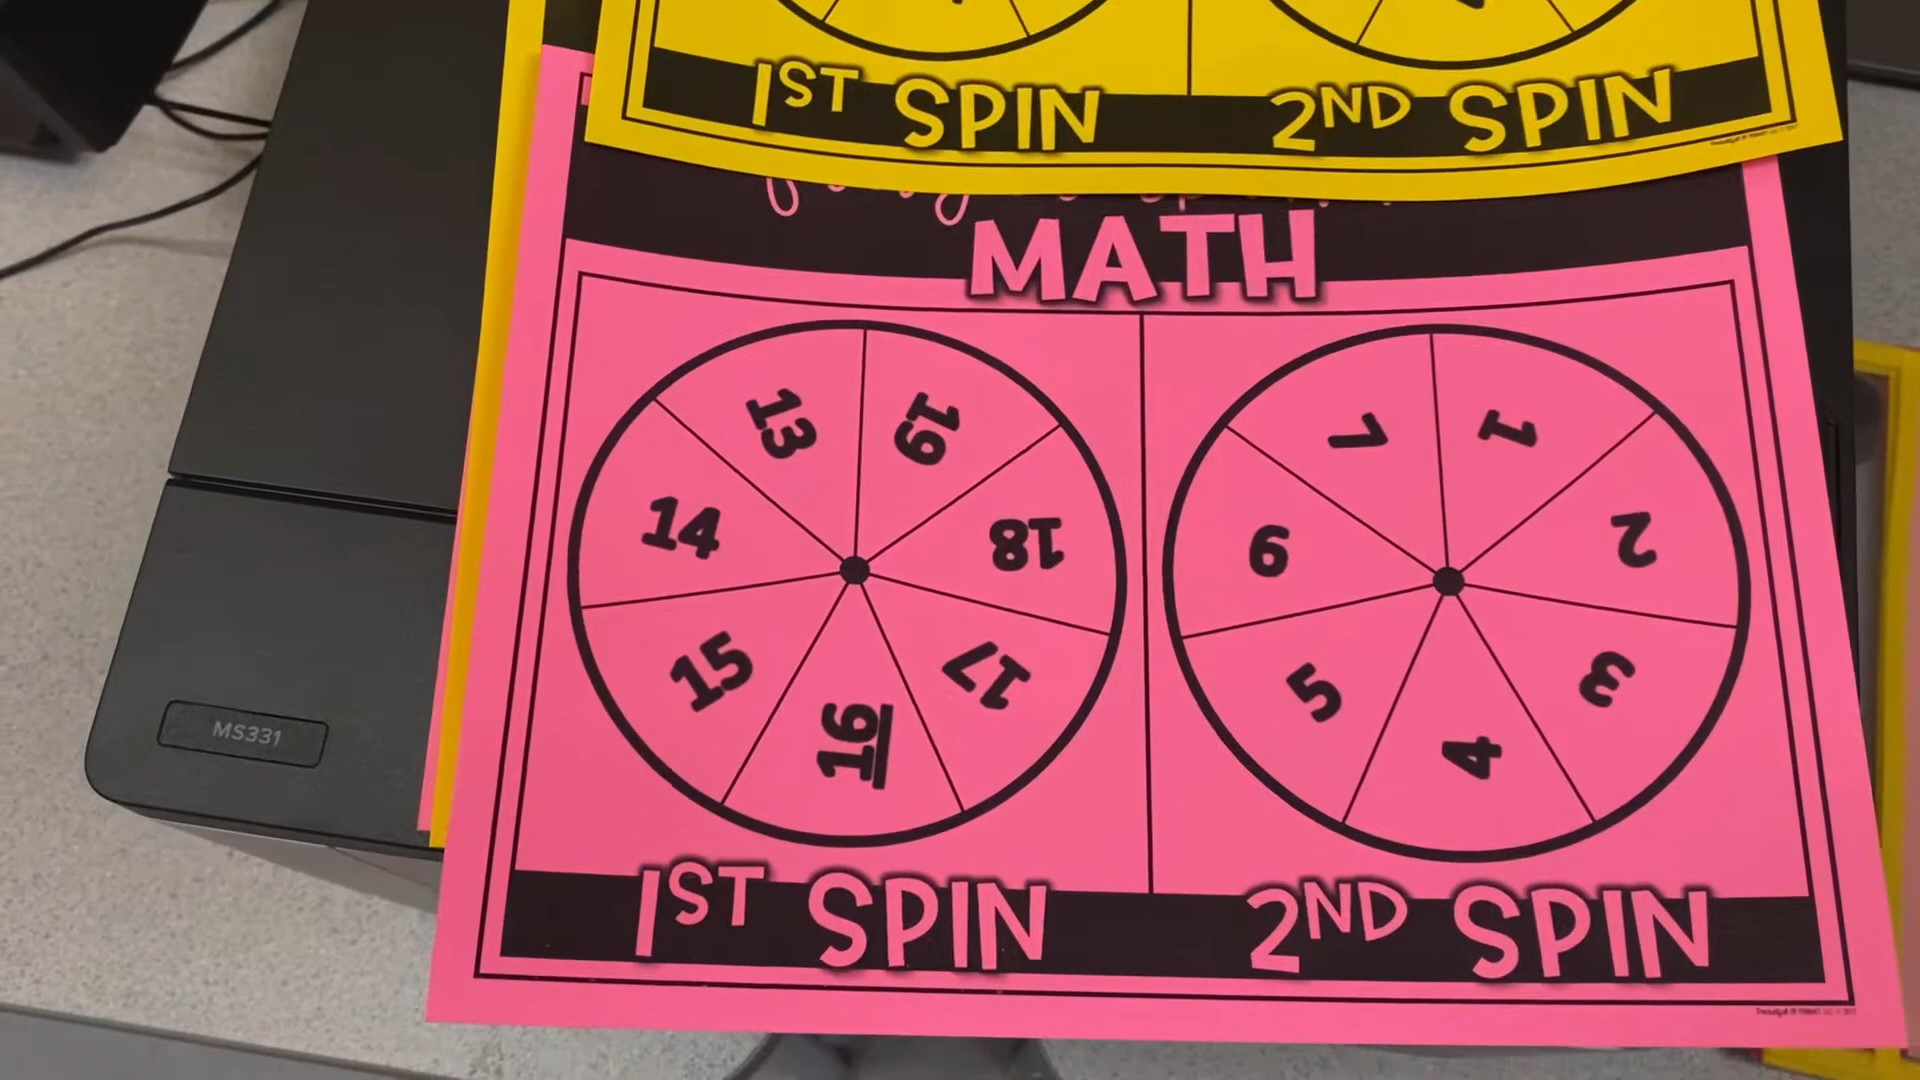 1ST SPIN
2ND SPIN
MATH
13
19
14
18
15
17
16
7
1
6
2
5
3
4
1ST SPIN
2ND SPIN
MS331